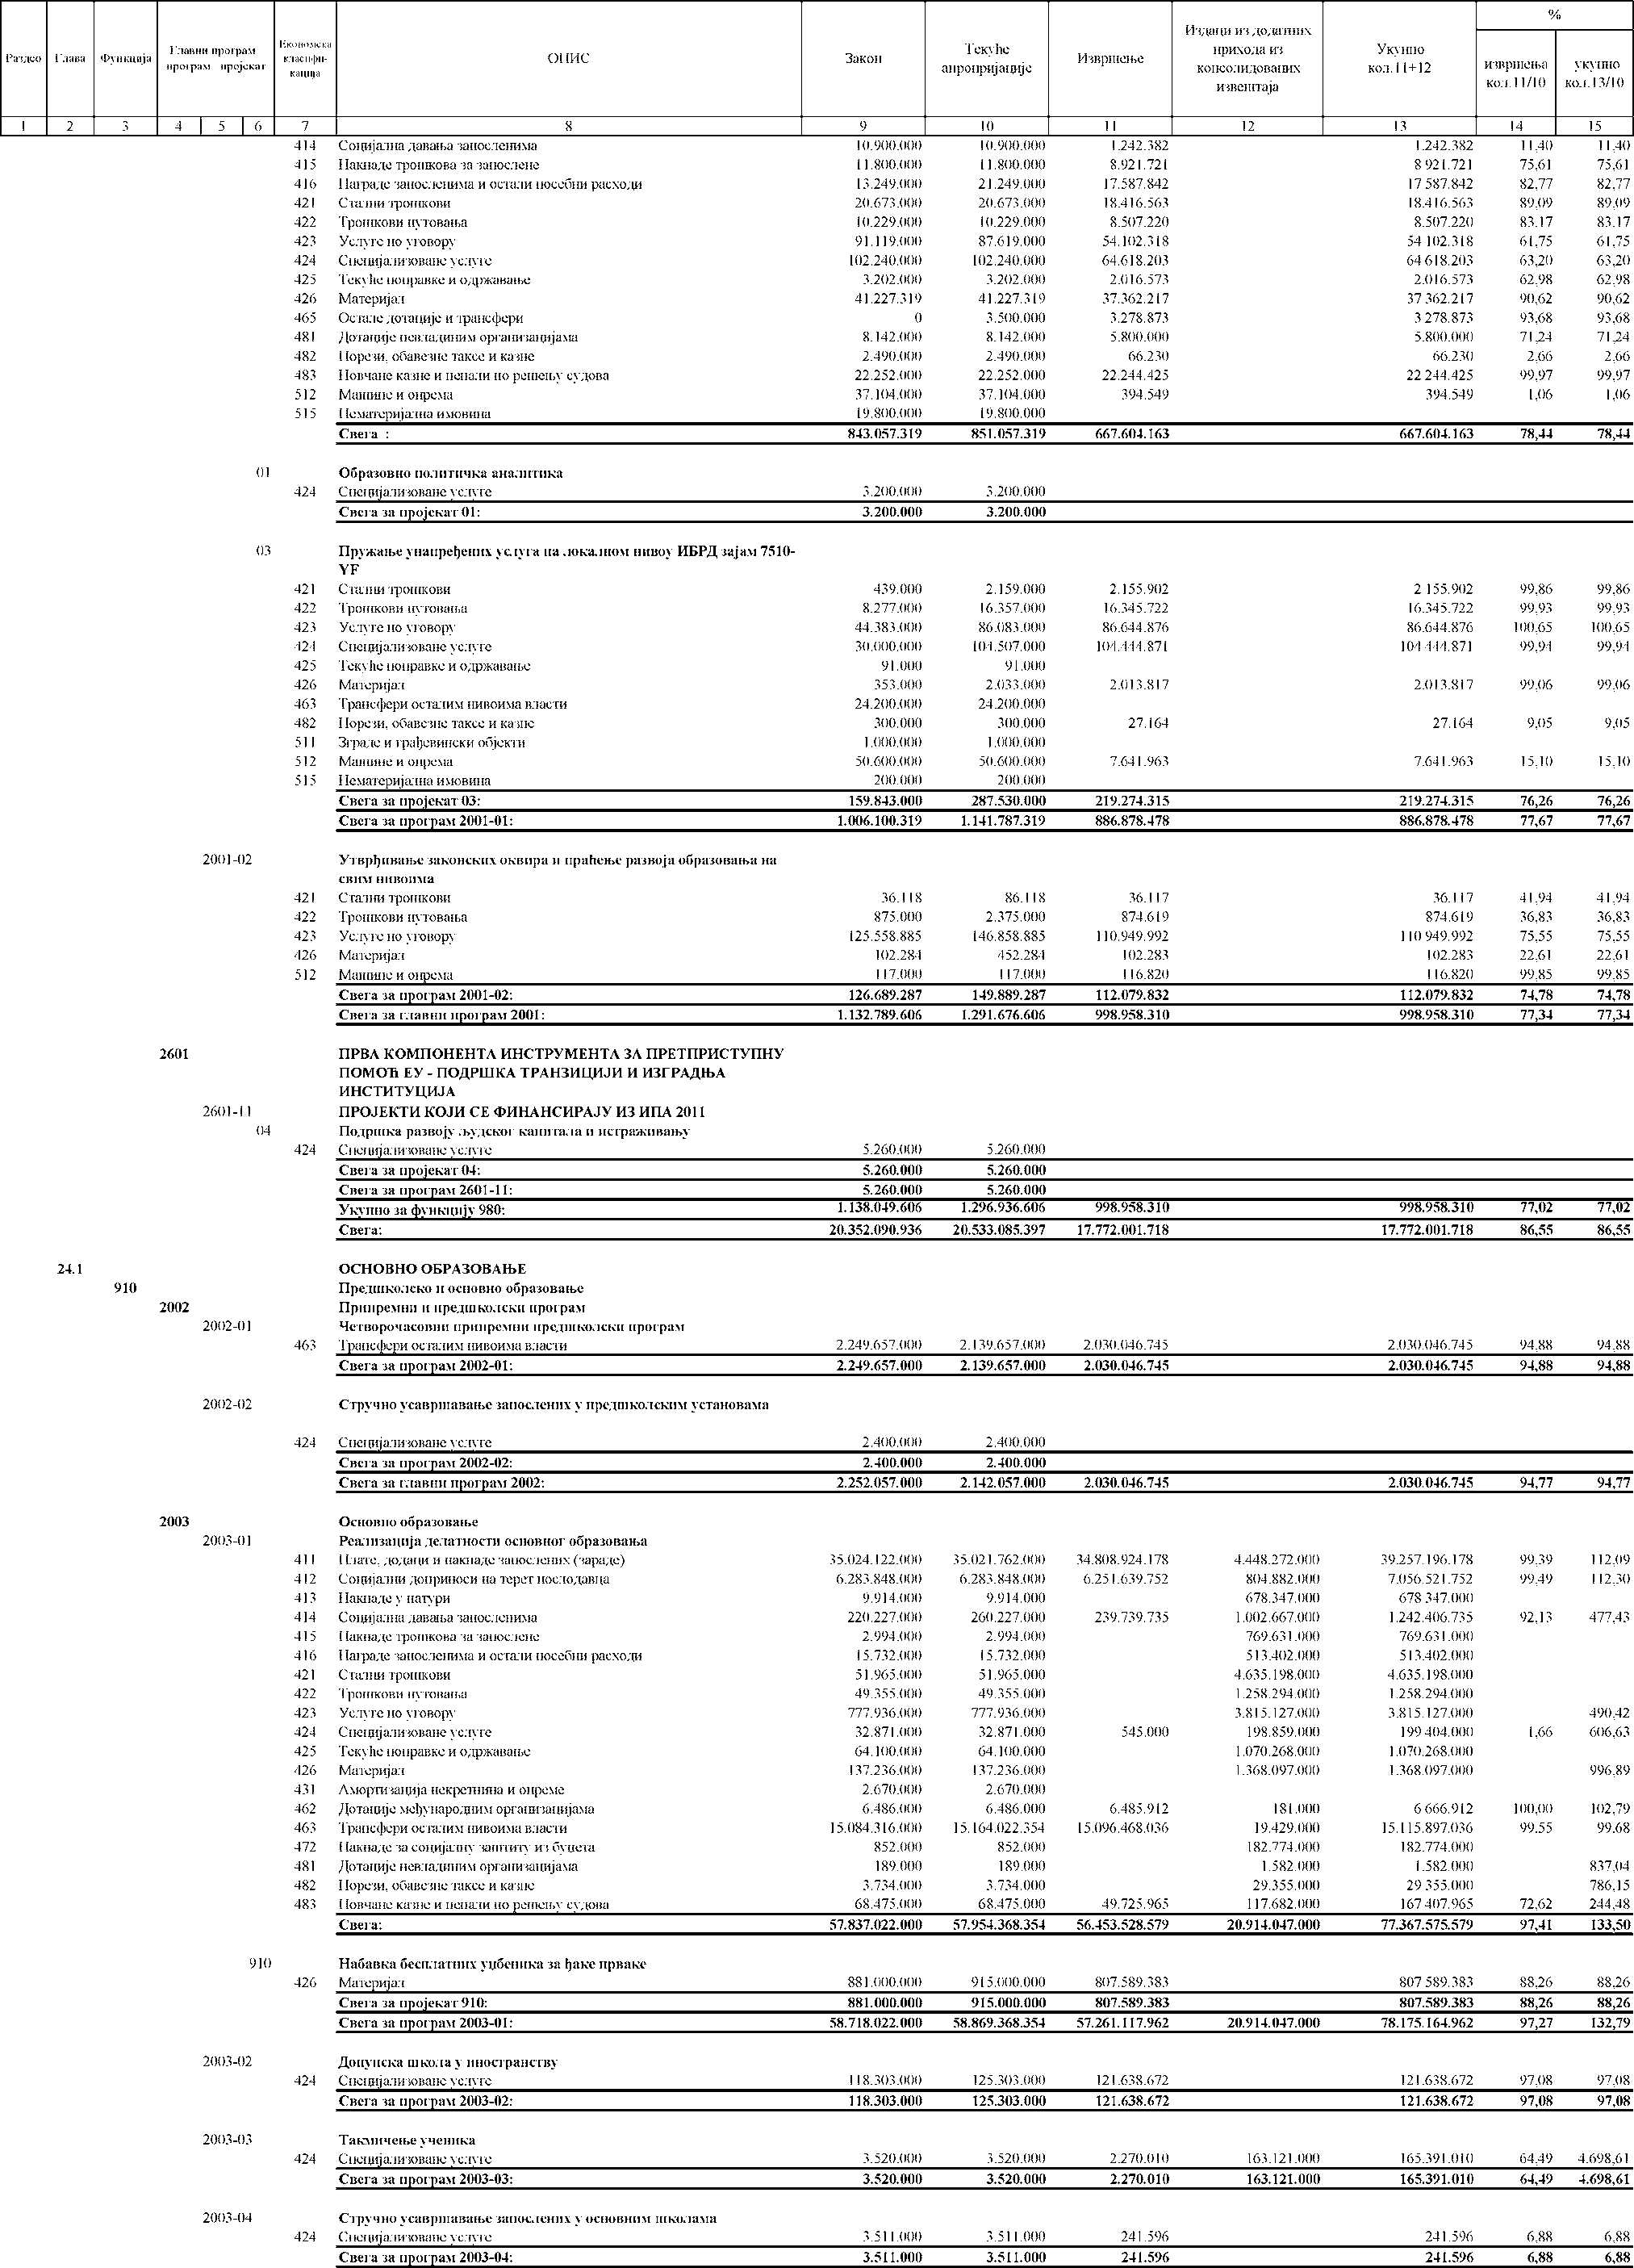 %
Раздео Глава Функција Главни програм програм пројекат Економска класифи-кација ОПИС Закон Текуће апропријације Извршење Издаци из додатних прихода из консолидованих извештаја Укупно кол.11+12 извршења кол.11/10 укупно кол.13/10
1 2 3 4 5 6 7 8 9 10 11 12 13 14 15
414 Социјална давања запосленима 10.900.000 10.900.000 1.242.382 1.242.382 11,40 11,40
415 Накнаде трошкова за запослене 11.800.000 11.800.000 8.921.721 8.921.721 75,61 75,61
416 Награде запосленима и остали посебни расходи 13.249.000 21.249.000 17.587.842 17.587.842 82,77 82,77
421 Стални трошкови 20.673.000 20.673.000 18.416.563 18.416.563 89,09 89,09
422 Трошкови путовања 10.229.000 10.229.000 8.507.220 8.507.220 83,17 83,17
423 Услуге по уговору 91.119.000 87.619.000 54.102.318 54.102.318 61,75 61,75
424 Специјализоване услуге 102.240.000 102.240.000 64.618.203 64.618.203 63,20 63,20
425 Текуће поправке и одржавање 3.202.000 3.202.000 2.016.573 2.016.573 62,98 62,98
426 Материјал 41.227.319 41.227.319 37.362.217 37.362.217 90,62 90,62
465 Остале дотације и трансфери 0 3.500.000 3.278.873 3.278.873 93,68 93,68
481 Дотације невладиним организацијама 8.142.000 8.142.000 5.800.000 5.800.000 71,24 71,24
482 Порези, обавезне таксе и казне 2.490.000 2.490.000 66.230 66.230 2,66 2,66
483 Новчане казне и пенали по решењу судова 22.252.000 22.252.000 22.244.425 22.244.425 99,97 99,97
512 Машине и опрема 37.104.000 37.104.000 394.549 394.549 1,06 1,06
515 Нематеријална имовина 19.800.000 19.800.000
Свега : 843.057.319 851.057.319 667.604.163 667.604.163 78,44 78,44
01 Образовно политичка аналитика
424 Специјализоване услуге 3.200.000 3.200.000
Свега за пројекат 01: 3.200.000 3.200.000
03 Пружање унапређених услуга на локалном нивоу ИБРД зајам 7510-
YF
421 Стални трошкови 439.000 2.159.000 2.155.902 2.155.902 99,86 99,86
422 Трошкови путовања 8.277.000 16.357.000 16.345.722 16.345.722 99,93 99,93
423 Услуге по уговору 44.383.000 86.083.000 86.644.876 86.644.876 100,65 100,65
424 Специјализоване услуге 30.000.000 104.507.000 104.444.871 104.444.871 99,94 99,94
425 Текуће поправке и одржавање 91.000 91.000
426 Материјал 353.000 2.033.000 2.013.817 2.013.817 99,06 99,06
463 Трансфери осталим нивоима власти 24.200.000 24.200.000
482 Порези, обавезне таксе и казне 300.000 300.000 27.164 27.164 9,05 9,05
511 Зграде и грађевински објекти 1.000.000 1.000.000
512 Машине и опрема 50.600.000 50.600.000 7.641.963 7.641.963 15,10 15,10
515 Нематеријална имовина 200.000 200.000
Свега за пројекат 03: 159.843.000 287.530.000 219.274.315 219.274.315 76,26 76,26
Свега за програм 2001-01: 1.006.100.319 1.141.787.319 886.878.478 886.878.478 77,67 77,67
2001-02 Утврђивање законских оквира и праћење развоја образовања на
свим нивоима
421 Стални трошкови 36.118 86.118 36.117 36.117 41,94 41,94
422 Трошкови путовања 875.000 2.375.000 874.619 874.619 36,83 36,83
423 Услуге по уговору 125.558.885 146.858.885 110.949.992 110.949.992 75,55 75,55
426 Материјал 102.284 452.284 102.283 102.283 22,61 22,61
512 Машине и опрема 117.000 117.000 116.820 116.820 99,85 99,85
Свега за програм 2001-02: 126.689.287 149.889.287 112.079.832 112.079.832 74,78 74,78
Свега за главни програм 2001: 1.132.789.606 1.291.676.606 998.958.310 998.958.310 77,34 77,34
2601 ПРВА КОМПОНЕНТА ИНСТРУМЕНТА ЗА ПРЕТПРИСТУПНУ
ПОМОЋ ЕУ - ПОДРШКА ТРАНЗИЦИЈИ И ИЗГРАДЊА
ИНСТИТУЦИЈА
2601-11 ПРОЈЕКТИ КОЈИ СЕ ФИНАНСИРАЈУ ИЗ ИПА 2011
04 Подршка развоју људског капитала и истраживању
424 Специјализоване услуге 5.260.000 5.260.000
Свега за пројекат 04: 5.260.000 5.260.000
Свега за програм 2601-11: 5.260.000 5.260.000
Укупно за функцију 980: 1.138.049.606 1.296.936.606 998.958.310 998.958.310 77,02 77,02
Свега: 20.352.090.936 20.533.085.397 17.772.001.718 17.772.001.718 86,55 86,55
24.1 ОСНОВНО ОБРАЗОВАЊЕ
910 Предшколско и основно образовање
2002 Припремни и предшколски програм
2002-01 Четворочасовни припремни предшколски програм
463 Трансфери осталим нивоима власти 2.249.657.000 2.139.657.000 2.030.046.745 2.030.046.745 94,88 94,88
Свега за програм 2002-01: 2.249.657.000 2.139.657.000 2.030.046.745 2.030.046.745 94,88 94,88
2002-02 Стручно усавршавање запослених у предшколским установама
424 Специјализоване услуге 2.400.000 2.400.000
Свега за програм 2002-02: 2.400.000 2.400.000
Свега за главни програм 2002: 2.252.057.000 2.142.057.000 2.030.046.745 2.030.046.745 94,77 94,77
2003 Основно образовање
2003-01 Реализација делатности основног образовања
411 Плате, додаци и накнаде запослених (зараде) 35.024.122.000 35.021.762.000 34.808.924.178 4.448.272.000 39.257.196.178 99,39 112,09
412 Социјални доприноси на терет послодавца 6.283.848.000 6.283.848.000 6.251.639.752 804.882.000 7.056.521.752 99,49 112,30
413 Накнаде у натури 9.914.000 9.914.000 678.347.000 678.347.000
414 Социјална давања запосленима 220.227.000 260.227.000 239.739.735 1.002.667.000 1.242.406.735 92,13 477,43
415 Накнаде трошкова за запослене 2.994.000 2.994.000 769.631.000 769.631.000
416 Награде запосленима и остали посебни расходи 15.732.000 15.732.000 513.402.000 513.402.000
421 Стални трошкови 51.965.000 51.965.000 4.635.198.000 4.635.198.000
422 Трошкови путовања 49.355.000 49.355.000 1.258.294.000 1.258.294.000
423 Услуге по уговору 777.936.000 777.936.000 3.815.127.000 3.815.127.000 490,42
424 Специјализоване услуге 32.871.000 32.871.000 545.000 198.859.000 199.404.000 1,66 606,63
425 Текуће поправке и одржавање 64.100.000 64.100.000 1.070.268.000 1.070.268.000
426 Материјал 137.236.000 137.236.000 1.368.097.000 1.368.097.000 996,89
431 Амортизација некретнина и опреме 2.670.000 2.670.000
462 Дотације међународним организацијама 6.486.000 6.486.000 6.485.912 181.000 6.666.912 100,00 102,79
463 Трансфери осталим нивоима власти 15.084.316.000 15.164.022.354 15.096.468.036 19.429.000 15.115.897.036 99,55 99,68
472 Накнаде за социјалну заштиту из буџета 852.000 852.000 182.774.000 182.774.000
481 Дотације невладиним организацијама 189.000 189.000 1.582.000 1.582.000 837,04
482 Порези, обавезне таксе и казне 3.734.000 3.734.000 29.355.000 29.355.000 786,15
483 Новчане казне и пенали по решењу судова 68.475.000 68.475.000 49.725.965 117.682.000 167.407.965 72,62 244,48
Свега: 57.837.022.000 57.954.368.354 56.453.528.579 20.914.047.000 77.367.575.579 97,41 133,50
910 Набавка бесплатних уџбеника за ђаке прваке
426 Материјал 881.000.000 915.000.000 807.589.383 807.589.383 88,26 88,26
Свега за пројекат 910: 881.000.000 915.000.000 807.589.383 807.589.383 88,26 88,26
Свега за програм 2003-01: 58.718.022.000 58.869.368.354 57.261.117.962 20.914.047.000 78.175.164.962 97,27 132,79
2003-02 Допунска школа у иностранству
424 Специјализоване услуге 118.303.000 125.303.000 121.638.672 121.638.672 97,08 97,08
Свега за програм 2003-02: 118.303.000 125.303.000 121.638.672 121.638.672 97,08 97,08
2003-03 Такмичење ученика
424 Специјализоване услуге 3.520.000 3.520.000 2.270.010 163.121.000 165.391.010 64,49 4.698,61
Свега за програм 2003-03: 3.520.000 3.520.000 2.270.010 163.121.000 165.391.010 64,49 4.698,61
2003-04 Стручно усавршавање запослених у основним школама
424 Специјализоване услуге 3.511.000 3.511.000 241.596 241.596 6,88 6,88
Свега за програм 2003-04: 3.511.000 3.511.000 241.596 241.596 6,88 6,88